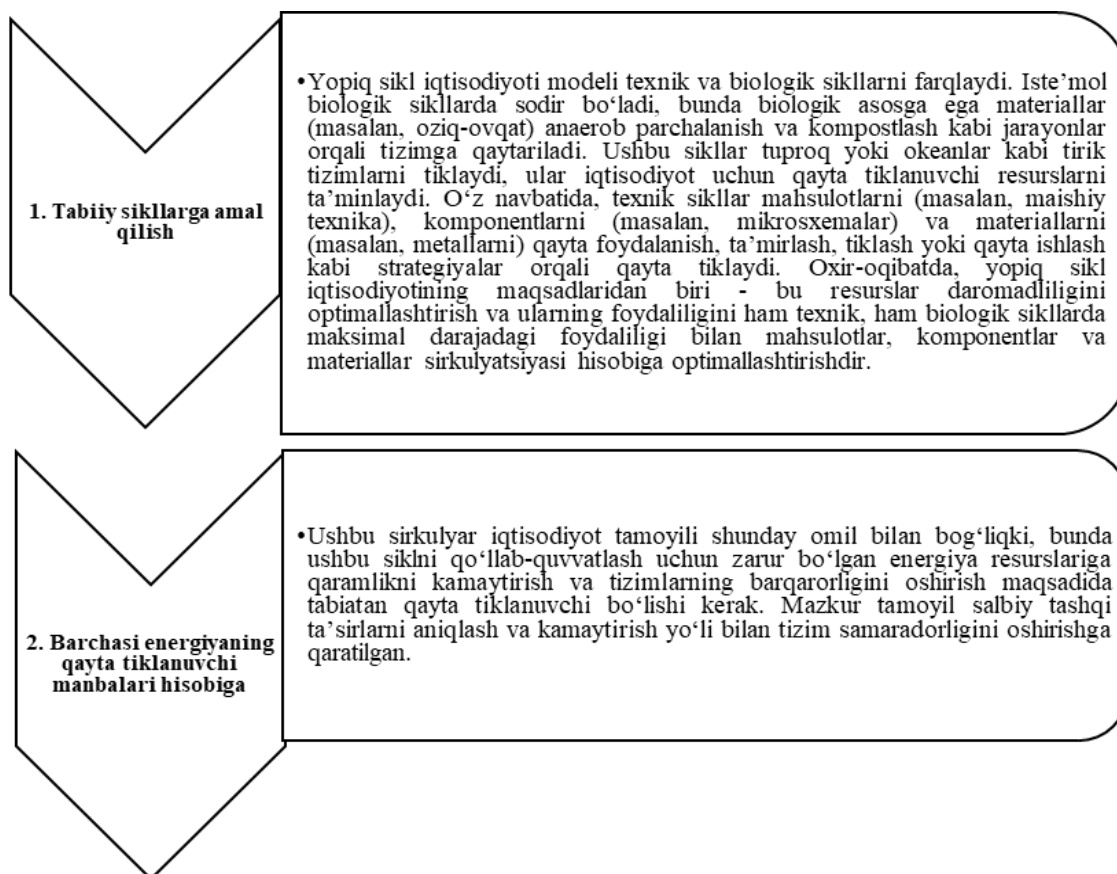 1. Tabiiy sikllarga amal
qilish
•Yopiq sikl iqtisodiyoti modeli texnik va biologik sikllarni farqlaydi. Iste’mol
biologik sikllarda sodir bo‘ladi, bunda biologik asosga ega materiallar
(masalan, oziq-ovqat) anaerob parchalanish va kompostlash kabi jarayonlar
orqali tizimga qaytariladi. Ushbu sikllar tuproq yoki okeanlar kabi tirik
tizimlarni tiklaydi, ular iqtisodiyot uchun qayta tiklanuvchi resurslarni
ta’minlaydi. O‘z navbatida, texnik sikllar mahsulotlarni (masalan, maishiy
texnika), komponentlarni (masalan, mikrosxemalar) va materiallarni
(masalan, metallarni) qayta foydalanish, ta’mirlash, tiklash yoki qayta ishlash
kabi strategiyalar orqali qayta tiklaydi. Oxir-oqibatda, yopiq sikl
iqtisodiyotining maqsadlaridan biri - bu resurslar daromadliligini
optimallashtirish va ularning foydaliligini ham texnik, ham biologik sikllarda
maksimal darajadagi foydaliligi bilan mahsulotlar, komponentlar va
materiallar sirkulyatsiyasi hisobiga optimallashtirishdir.
2. Barchasi energiyaning
qayta tiklanuvchi
manbalari hisobiga
•Ushbu sirkulyar iqtisodiyot tamoyili shunday omil bilan bog‘liqki, bunda
ushbu siklni qo‘llab-quvvatlash uchun zarur bo‘lgan energiya resurslariga
qaramlikni kamaytirish va tizimlarning barqarorligini oshirish maqsadida
tabiatan qayta tiklanuvchi bo‘lishi kerak. Mazkur tamoyil salbiy tashqi
ta’sirlarni aniqlash va kamaytirish yo‘li bilan tizim samaradorligini oshirishga
qaratilgan.